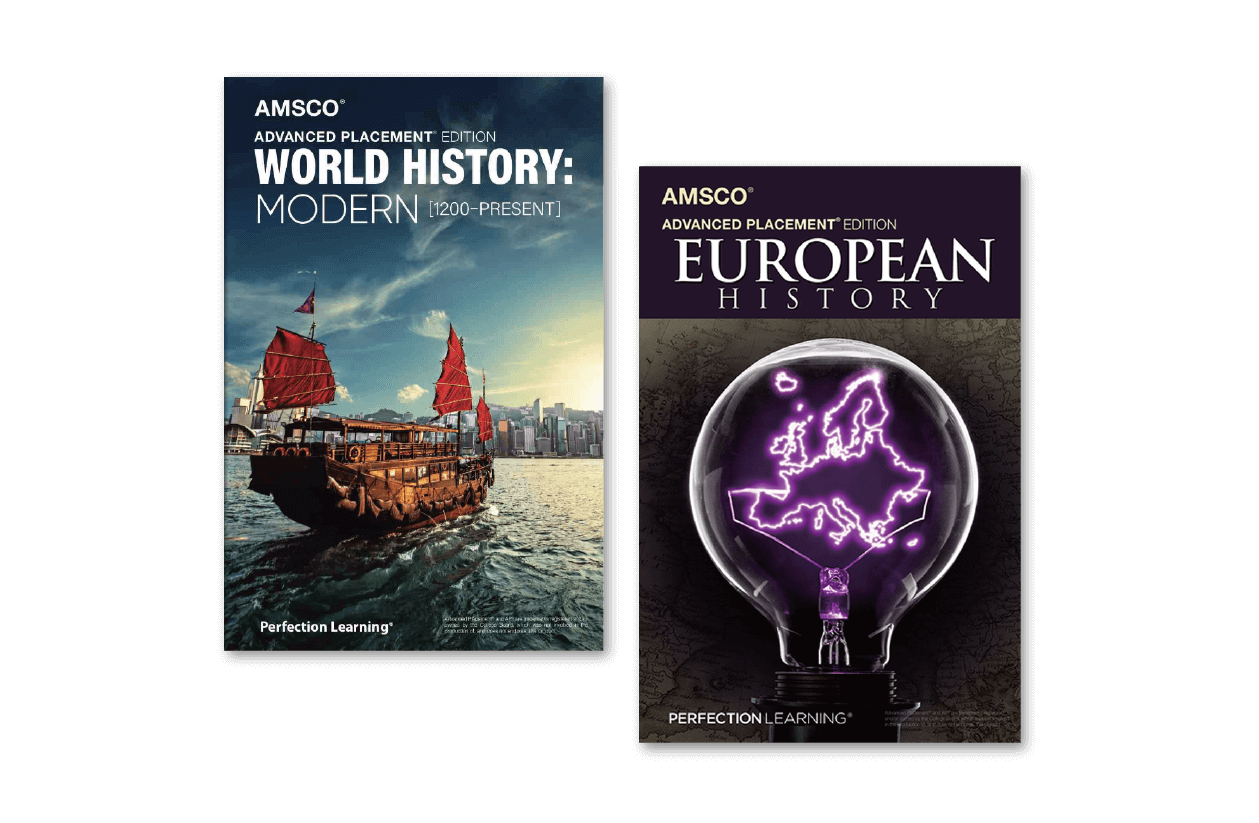 AMSCO®
ADVANCED PLACEMENT® EDITION
WORLD HISTORY:
MODERN [1200–PRESENT]
Perfection Learning®
AMSCO®
ADVANCED PLACEMENT® EDITION
EUROPEAN
HISTORY
PERFECTION LEARNING®